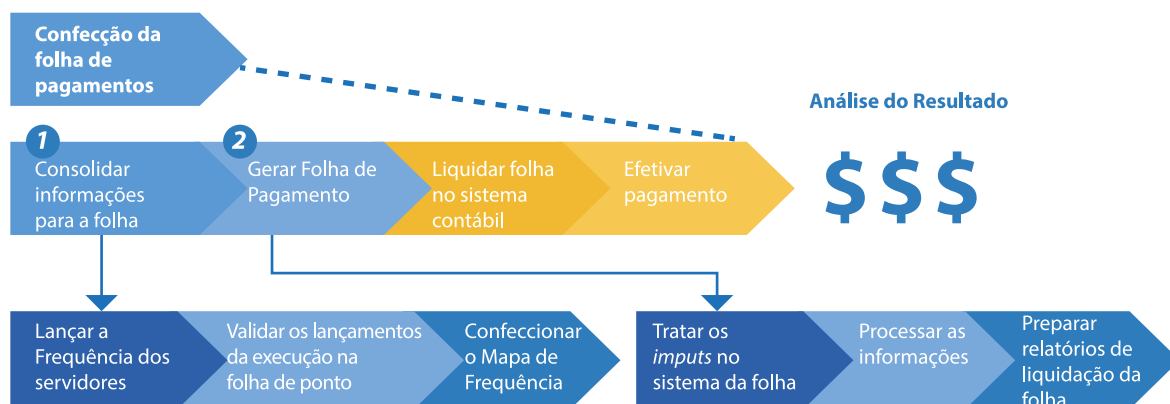 Confecção da
folha de
pagamentos
Análise do Resultado
$ $ $
1
Consolidar
informações
para a folha
2
Gerar Folha de
Pagamento
Liquidar folha
no sistema
contábil
Efetivar
pagamento
Lançar a
Frequência dos
servidores
Validar os lançamentos
da execução na
folha de ponto
Confeccionar
o Mapa de
Frequência
Tratar os
imputs no
sistema da folha
Processar as
informações
Preparar
relatórios de
liquidação da
folha